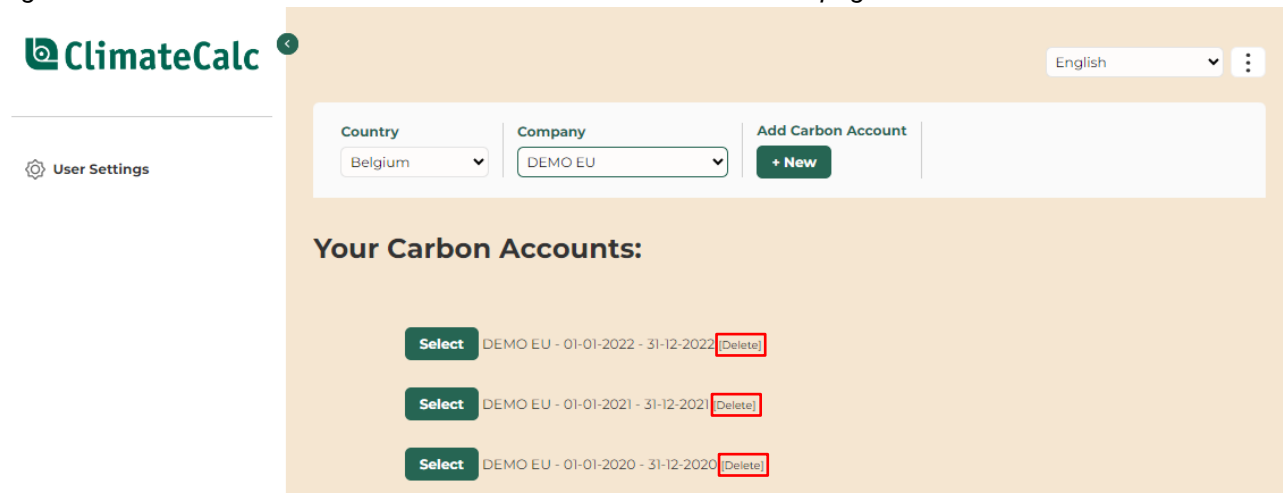 ClimateCalc
English
User Settings
Country
Company
Add Carbon Account
Belgium
DEMO EU
+ New
Your Carbon Accounts:
Select DEMO EU - 01-01-2022 - 31-12-2022 [Delete]
Select DEMO EU - 01-01-2021 - 31-12-2021 [Delete]
Select DEMO EU - 01-01-2020 - 31-12-2020 [Delete]